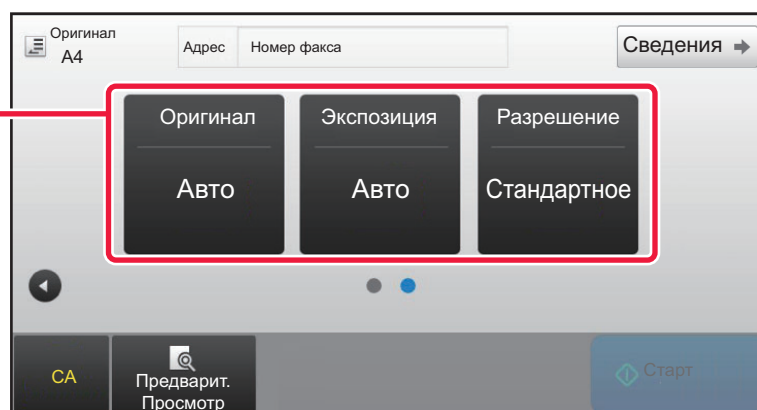 Оригинал
A4
Адрес
Номер факса
Сведения
Оригинал
Экспозиция
Разрешение
Авто
Авто
Стандартное
CA
Предварит.
Просмотр
Старт